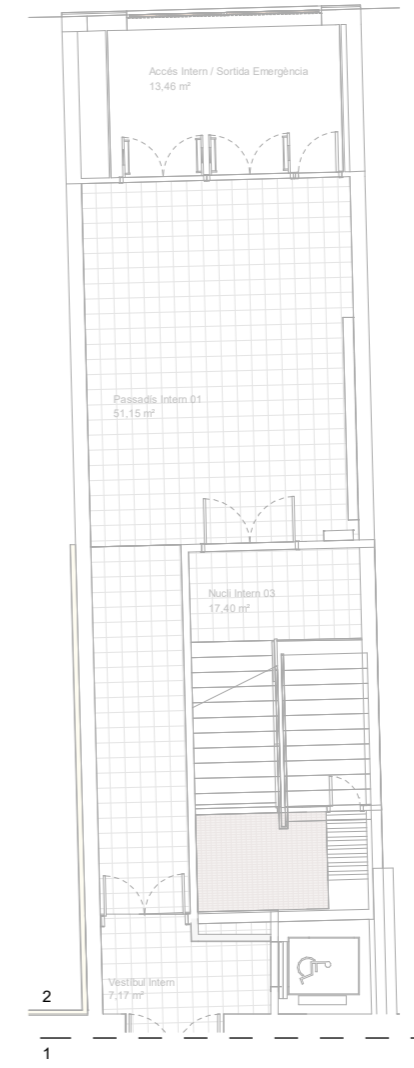 Accés Intern / Sortida Emergència
13,46 m²
Passadís Intern 01
51,15 m²
Nucli Intern 03
17,40 m²
Vestíbul Intern
7,17 m²
2
1